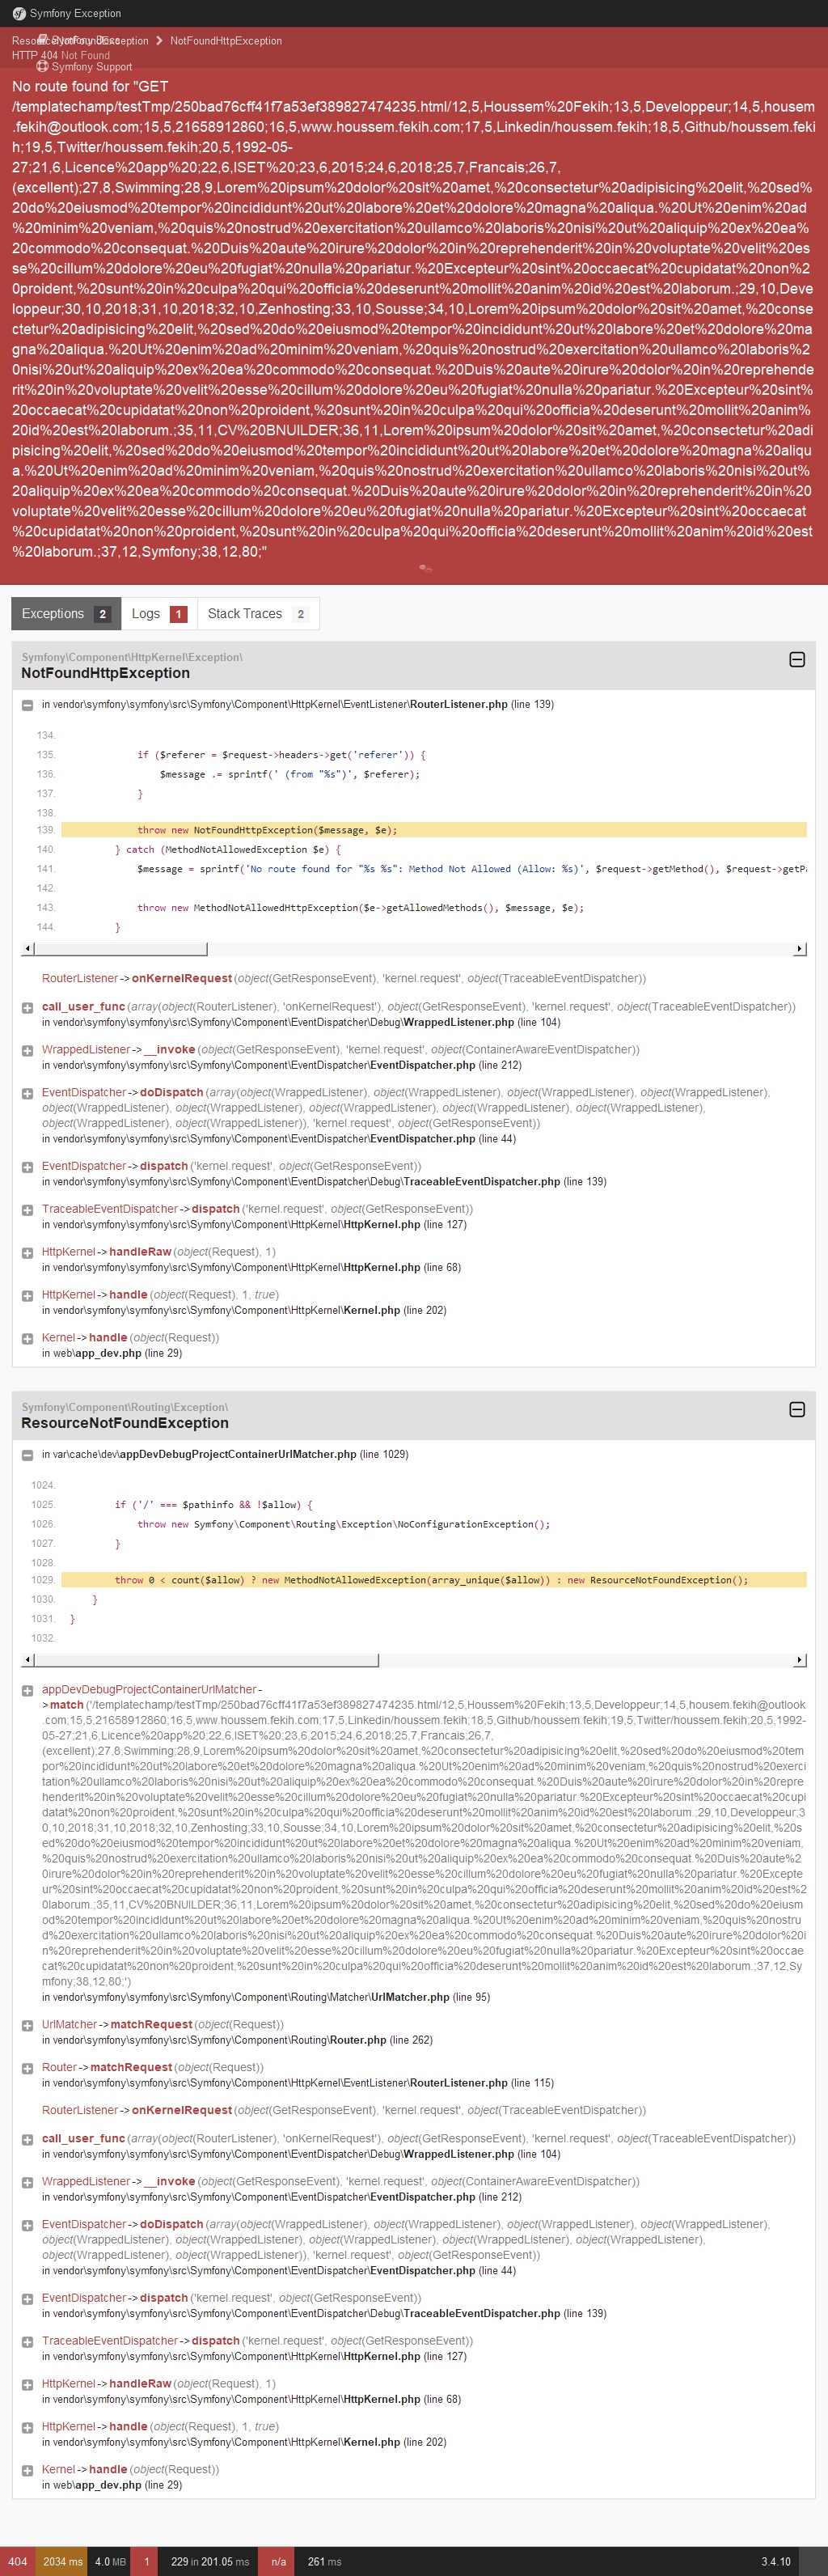 Symfony Exception
ResourceNotFoundException > NotFoundHttpException
Symfony Docs
HTTP 404 Not Found
Symfony Support
No route found for "GET
/templatechamp/testTmp/250bad76cff41f7a53ef389827474235.html/12,5,Houssem%20Fekih;13,5,Developpeur;14,5,housem
.fekih@outlook.com;15,5,21658912860;16,5,www.houssem.fekih.com;17,5,Linkedin/houssem.fekih;18,5,Github/houssem.feki
h;19,5,Twitter/houssem.fekih;20,5,1992-05-
27;21,6,Licence%20app%20;22,6,ISET%20;23,6,2015;24,6,2018;25,7,Francais;26,7,
(excellent);27,8,Swimming;28,9,Lorem%20ipsum%20dolor%20sit%20amet,%20consectetur%20adipisicing%20elit,%20sed%
20do%20eiusmod%20tempor%20incididunt%20ut%20labore%20et%20dolore%20magna%20aliqua.%20Ut%20enim%20ad
%20minim%20veniam,%20quis%20nostrud%20exercitation%20ullamco%20laboris%20nisi%20ut%20aliquip%20ex%20ea%
20commodo%20consequat.%20Duis%20aute%20irure%20dolor%20in%20reprehenderit%20in%20voluptate%20velit%20es
se%20cillum%20dolore%20eu%20fugiat%20nulla%20pariatur.%20Excepteur%20sint%20occaecat%20cupidatat%20non%2
0proident,%20sunt%20in%20culpa%20qui%20officia%20deserunt%20mollit%20anim%20id%20est%20laborum.;29,10,Deve
loppeur;30,10,2018;31,10,2018;32,10,Zenhosting;33,10,Sousse;34,10,Lorem%20ipsum%20dolor%20sit%20amet,%20conse
ctetur%20adipisicing%20elit,%20sed%20do%20eiusmod%20tempor%20incididunt%20ut%20labore%20et%20dolore%20ma
gna%20aliqua.%20Ut%20enim%20ad%20minim%20veniam,%20quis%20nostrud%20exercitation%20ullamco%20laboris%2
0nisi%20ut%20aliquip%20ex%20ea%20commodo%20consequat.%20Duis%20aute%20irure%20dolor%20in%20reprehende
rit%20in%20voluptate%20velit%20esse%20cillum%20dolore%20eu%20fugiat%20nulla%20pariatur.%20Excepteur%20sint%
20occaecat%20cupidatat%20non%20proident,%20sunt%20in%20culpa%20qui%20officia%20deserunt%20mollit%20anim%
20id%20est%20laborum.;35,11,CV%20BNUILDER;36,11,Lorem%20ipsum%20dolor%20sit%20amet,%20consectetur%20adi
pisicing%20elit,%20sed%20do%20eiusmod%20tempor%20incididunt%20ut%20labore%20et%20dolore%20magna%20aliqu
a.%20Ut%20enim%20ad%20minim%20veniam,%20quis%20nostrud%20exercitation%20ullamco%20laboris%20nisi%20ut%20
aliquip%20ex%20ea%20commodo%20consequat.%20Duis%20aute%20irure%20dolor%20in%20reprehenderit%20in%20
voluptate%20velit%20esse%20cillum%20dolore%20eu%20fugiat%20nulla%20pariatur.%20Excepteur%20sint%20occaecat
%20cupidatat%20non%20proident,%20sunt%20in%20culpa%20qui%20officia%20deserunt%20mollit%20anim%20id%20est
%20laborum.;37,12,Symfony;38,12,80;"
Exceptions 2 Logs 1 Stack Traces 2
Symfony\Component\HttpKernel\Exception\
NotFoundHttpException
in vendor\symfony\symfony\src\Symfony\Component\HttpKernel\EventListener\RouterListener.php (line 139)
134.
135. if ($referer = $request->headers->get('referer')) {
136. $message .= sprintf(' (from "%s")', $referer);
137. }
138.
139. throw new NotFoundHttpException($message, $e);
140. } catch (MethodNotAllowedException $e) {
141. $message = sprintf('No route found for "%s %s": Method Not Allowed (Allow: %s)', $request->getMethod(), $request->getPa
142.
143. throw new MethodNotAllowedHttpException($e->getAllowedMethods(), $message, $e);
144. }
RouterListener->onKernelRequest(object(GetResponseEvent), 'kernel.request', object(TraceableEventDispatcher))
call_user_func(array(object(RouterListener), 'onKernelRequest'), object(GetResponseEvent), 'kernel.request', object(TraceableEventDispatcher))
in vendor\symfony\symfony\src\Symfony\Component\EventDispatcher\Debug\WrappedListener.php (line 104)
WrappedListener->__invoke(object(GetResponseEvent), 'kernel.request', object(ContainerAwareEventDispatcher))
in vendor\symfony\symfony\src\Symfony\Component\EventDispatcher\EventDispatcher.php (line 212)
EventDispatcher->doDispatch(array(object(WrappedListener), object(WrappedListener), object(WrappedListener), object(WrappedListener),
object(WrappedListener), object(WrappedListener), object(WrappedListener), object(WrappedListener), object(WrappedListener),
object(WrappedListener), object(WrappedListener)), 'kernel.request', object(GetResponseEvent))
in vendor\symfony\symfony\src\Symfony\Component\EventDispatcher\EventDispatcher.php (line 44)
EventDispatcher->dispatch('kernel.request', object(GetResponseEvent))
in vendor\symfony\symfony\src\Symfony\Component\EventDispatcher\Debug\TraceableEventDispatcher.php (line 139)
TraceableEventDispatcher->dispatch('kernel.request', object(GetResponseEvent))
in vendor\symfony\symfony\src\Symfony\Component\HttpKernel\HttpKernel.php (line 127)
HttpKernel->handleRaw(object(Request), 1)
in vendor\symfony\symfony\src\Symfony\Component\HttpKernel\HttpKernel.php (line 68)
HttpKernel->handle(object(Request), 1, true)
in vendor\symfony\symfony\src\Symfony\Component\HttpKernel\Kernel.php (line 202)
Kernel->handle(object(Request))
in web\app_dev.php (line 29)
Symfony\Component\Routing\Exception\
ResourceNotFoundException
in var\cache\dev\appDevDebugProjectContainerUrlMatcher.php (line 1029)
1024.
1025. if ('/' === $pathinfo && !$allow) {
1026. throw new Symfony\Component\Routing\Exception\NoConfigurationException();
1027. }
1028.
1029. throw 0 < count($allow) ? new MethodNotAllowedException(array_unique($allow)) : new ResourceNotFoundException();
1030. }
1031. }
1032.
appDevDebugProjectContainerUrlMatcher-
>match('/templatechamp/testTmp/250bad76cff41f7a53ef389827474235.html/12,5,Houssem%20Fekih;13,5,Developpeur;14,5,housem.fekih@outlook
.com;15,5,21658912860;16,5,www.houssem.fekih.com;17,5,Linkedin/houssem.fekih;18,5,Github/houssem.fekih;19,5,Twitter/houssem.fekih;20,5,1992-
05-27;21,6,Licence%20app%20;22,6,ISET%20;23,6,2015;24,6,2018;25,7,Francais;26,7,
(excellent);27,8,Swimming;28,9,Lorem%20ipsum%20dolor%20sit%20amet,%20consectetur%20adipisicing%20elit,%20sed%20do%20eiusmod%20tem
por%20incididunt%20ut%20labore%20et%20dolore%20magna%20aliqua.%20Ut%20enim%20ad%20minim%20veniam,%20quis%20nostrud%20exerci
tation%20ullamco%20laboris%20nisi%20ut%20aliquip%20ex%20ea%20commodo%20consequat.%20Duis%20aute%20irure%20dolor%20in%20repre
henderit%20in%20voluptate%20velit%20esse%20cillum%20dolore%20eu%20fugiat%20nulla%20pariatur.%20Excepteur%20sint%20occaecat%20cupi
datat%20non%20proident,%20sunt%20in%20culpa%20qui%20officia%20deserunt%20mollit%20anim%20id%20est%20laborum.;29,10,Developpeur;3
0,10,2018;31,10,2018;32,10,Zenhosting;33,10,Sousse;34,10,Lorem%20ipsum%20dolor%20sit%20amet,%20consectetur%20adipisicing%20elit,%20s
ed%20do%20eiusmod%20tempor%20incididunt%20ut%20labore%20et%20dolore%20magna%20aliqua.%20Ut%20enim%20ad%20minim%20veniam,
%20quis%20nostrud%20exercitation%20ullamco%20laboris%20nisi%20ut%20aliquip%20ex%20ea%20commodo%20consequat.%20Duis%20aute%2
0irure%20dolor%20in%20reprehenderit%20in%20voluptate%20velit%20esse%20cillum%20dolore%20eu%20fugiat%20nulla%20pariatur.%20Excepte
ur%20sint%20occaecat%20cupidatat%20non%20proident,%20sunt%20in%20culpa%20qui%20officia%20deserunt%20mollit%20anim%20id%20est%2
0laborum.;35,11,CV%20BNUILDER;36,11,Lorem%20ipsum%20dolor%20sit%20amet,%20consectetur%20adipisicing%20elit,%20sed%20do%20eiusm
od%20tempor%20incididunt%20ut%20labore%20et%20dolore%20magna%20aliqua.%20Ut%20enim%20ad%20minim%20veniam,%20quis%20nostru
d%20exercitation%20ullamco%20laboris%20nisi%20ut%20aliquip%20ex%20ea%20commodo%20consequat.%20Duis%20aute%20irure%20dolor%20i
n%20reprehenderit%20in%20voluptate%20velit%20esse%20cillum%20dolore%20eu%20fugiat%20nulla%20pariatur.%20Excepteur%20sint%20occae
cat%20cupidatat%20non%20proident,%20sunt%20in%20culpa%20qui%20officia%20deserunt%20mollit%20anim%20id%20est%20laborum.;37,12,Sy
mfony;38,12,80;')
in vendor\symfony\symfony\src\Symfony\Component\Routing\Matcher\UrlMatcher.php (line 95)
UrlMatcher->matchRequest(object(Request))
in vendor\symfony\symfony\src\Symfony\Component\Routing\Router.php (line 262)
Router->matchRequest(object(Request))
in vendor\symfony\symfony\src\Symfony\Component\HttpKernel\EventListener\RouterListener.php (line 115)
RouterListener->onKernelRequest(object(GetResponseEvent), 'kernel.request', object(TraceableEventDispatcher))
call_user_func(array(object(RouterListener), 'onKernelRequest'), object(GetResponseEvent), 'kernel.request', object(TraceableEventDispatcher))
in vendor\symfony\symfony\src\Symfony\Component\EventDispatcher\Debug\WrappedListener.php (line 104)
WrappedListener->__invoke(object(GetResponseEvent), 'kernel.request', object(ContainerAwareEventDispatcher))
in vendor\symfony\symfony\src\Symfony\Component\EventDispatcher\EventDispatcher.php (line 212)
EventDispatcher->doDispatch(array(object(WrappedListener), object(WrappedListener), object(WrappedListener), object(WrappedListener),
object(WrappedListener), object(WrappedListener), object(WrappedListener), object(WrappedListener), object(WrappedListener),
object(WrappedListener), object(WrappedListener)), 'kernel.request', object(GetResponseEvent))
in vendor\symfony\symfony\src\Symfony\Component\EventDispatcher\EventDispatcher.php (line 44)
EventDispatcher->dispatch('kernel.request', object(GetResponseEvent))
in vendor\symfony\symfony\src\Symfony\Component\EventDispatcher\Debug\TraceableEventDispatcher.php (line 139)
TraceableEventDispatcher->dispatch('kernel.request', object(GetResponseEvent))
in vendor\symfony\symfony\src\Symfony\Component\HttpKernel\HttpKernel.php (line 127)
HttpKernel->handleRaw(object(Request), 1)
in vendor\symfony\symfony\src\Symfony\Component\HttpKernel\HttpKernel.php (line 68)
HttpKernel->handle(object(Request), 1, true)
in vendor\symfony\symfony\src\Symfony\Component\HttpKernel\Kernel.php (line 202)
Kernel->handle(object(Request))
in web\app_dev.php (line 29)
404 2034 ms 4.0 MB 1 229 in 201.05 ms n/a 261 ms 3.4.10